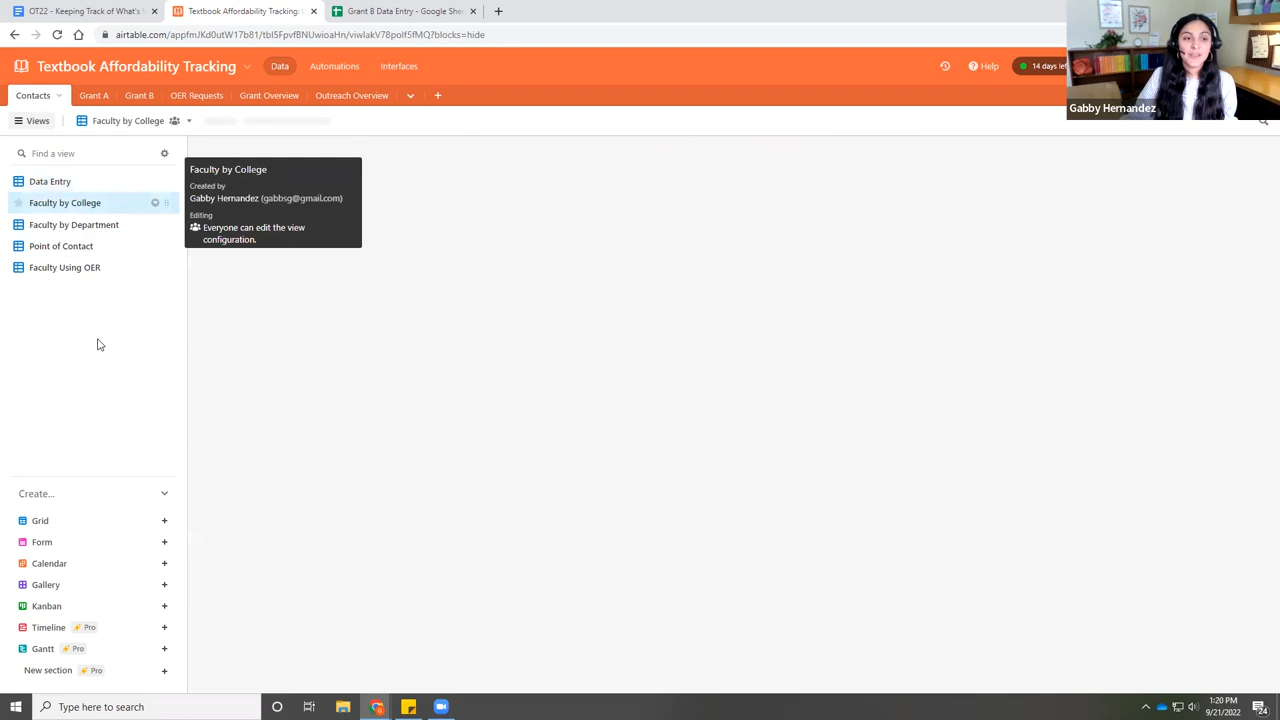 OT22 - Keeping Track of What's
Textbook Affordability Tracking:
Grant B Data Entry - Google She
airtable.com/appfmJKd0utW17b81/tbl5FpvfBNUwioaHn/viwlakV78poIf5fMQ?blocks=hide
Textbook Affordability Tracking
Data
Automations
Interfaces
Help
14 days lef
Gabby Hernandez
Contacts
Grant A
Grant B
OER Requests
Grant Overview
Outreach Overview
Views
Faculty by College
Find a view
Data Entry
Faculty by College
Faculty by Department
Point of Contact
Faculty Using OER
Faculty by College
Created by
Gabby Hernandez (gabbsg@gmail.com)
Editing
Everyone can edit the view
configuration.
Create...
Grid
Form
Calendar
Gallery
Kanban
Timeline Pro
Gantt Pro
New section Pro
Type here to search
1:20 PM
9/21/2022
24